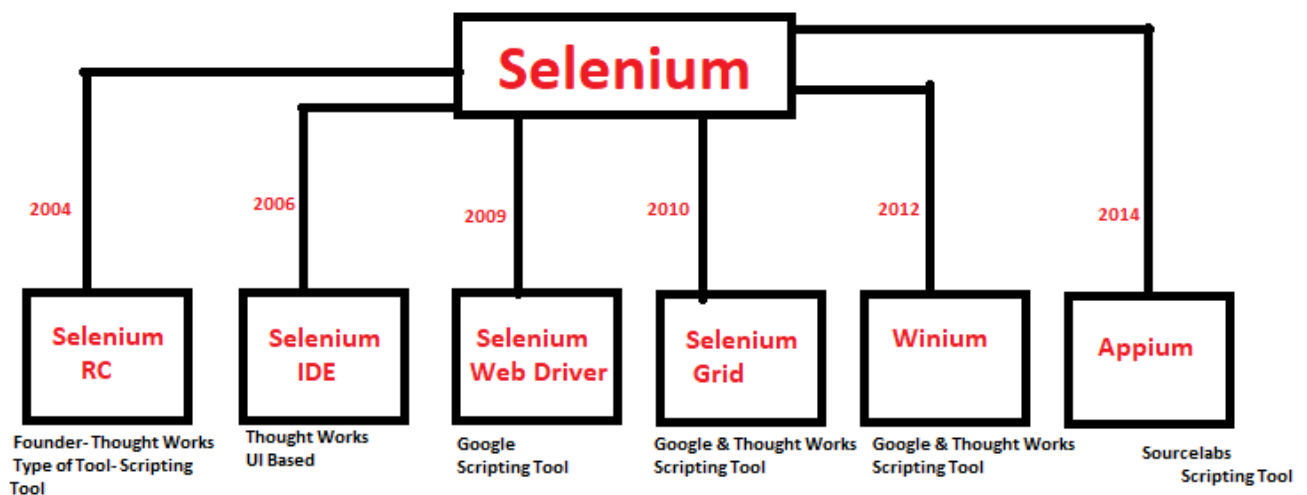 Selenium
2004
2006
2009
2010
2012
2014
Selenium
RC
Selenium
IDE
Selenium
Web Driver
Selenium
Grid
Winium
Appium
Founder- Thought Works
Type of Tool- Scripting
Tool
Thought Works
UI Based
Google
Scripting Tool
Google & Thought Works
Scripting Tool
Google & Thought Works
Scripting Tool
Sourcelabs
Scripting Tool